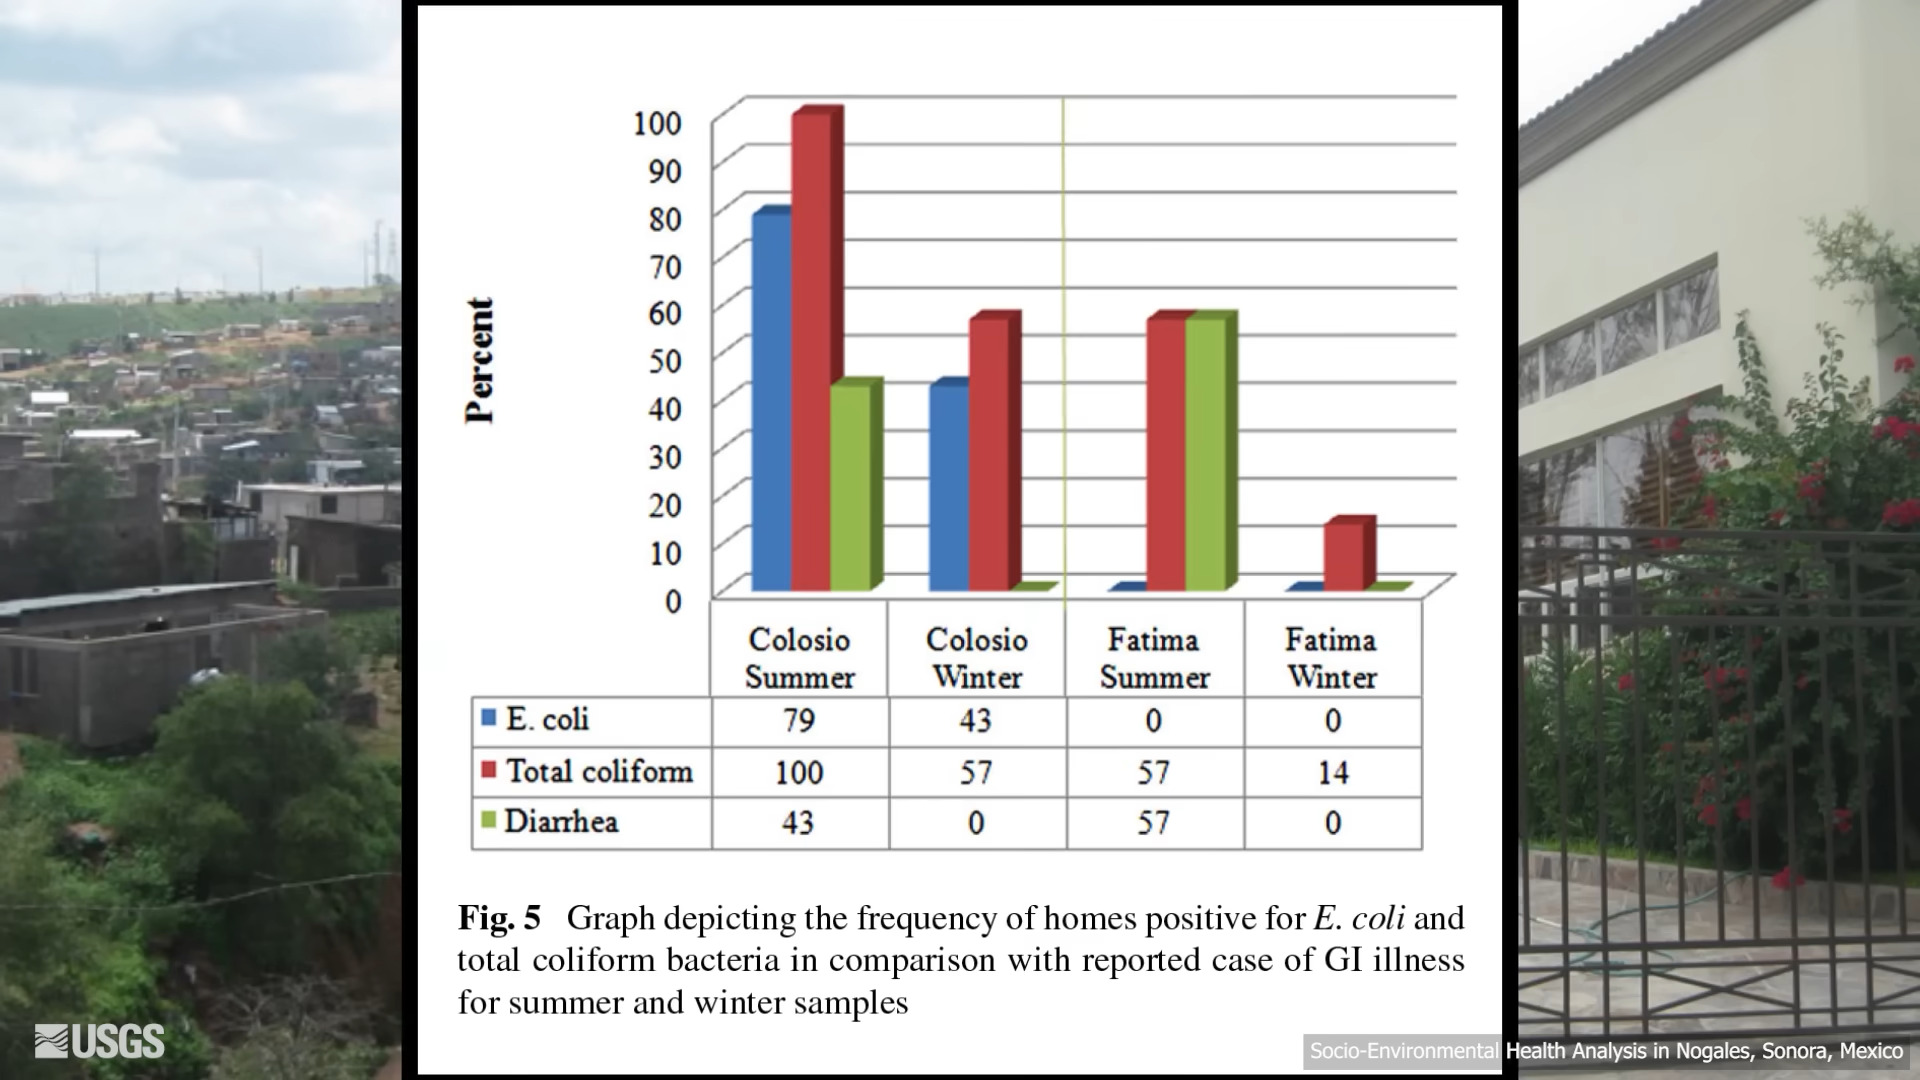 100
90
80
70
60
50
40
30
20
10
0
Percent
Colosio Summer
Colosio Winter
Fatima Summer
Fatima Winter
E. coli 79 43 0 0
Total coliform 100 57 57 14
Diarrhea 43 0 57 0
Fig. 5 Graph depicting the frequency of homes positive for E. coli and
total coliform bacteria in comparison with reported case of GI illness
for summer and winter samples
USGS
Socio-Environmental Health Analysis in Nogales, Sonora, Mexico